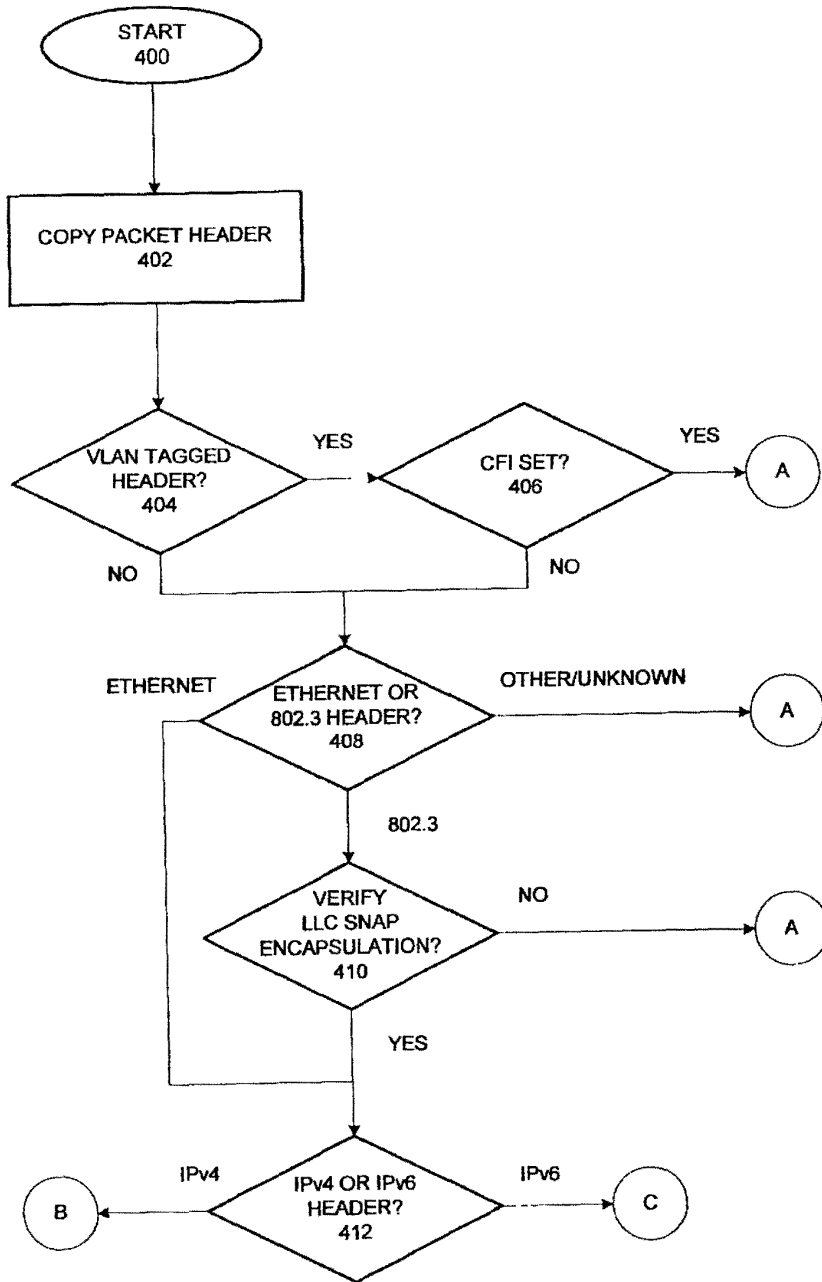 START
400
COPY PACKET HEADER
402
VLAN TAGGED
HEADER?
404
YES
CFI SET?
406
YES
A
NO
NO
ETHERNET
ETHERNET OR
802.3 HEADER?
408
OTHER/UNKNOWN
A
802.3
VERIFY
LLC SNAP
ENCAPSULATION?
410
NO
A
YES
IPv4
IPv4 OR IPv6
HEADER?
412
IPv6
B
C